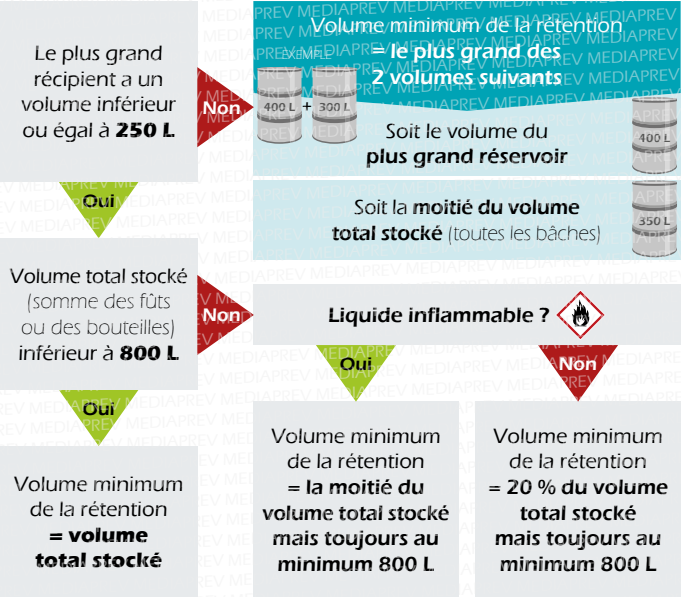 Le plus grand
récipient a un
volume inférieur
ou égal à 250 L
Non
Volume minimum de la rétention
= le plus grand des
2 volumes suivants
EXEMPLE
400 L + 300 L
Soit le volume du
plus grand réservoir
400 L
Oui
Soit la moitié du volume
total stocké (toutes les bâches)
350 L
Volume total stocké
(somme des fûts
ou des bouteilles)
inférieur à 800 L
Non
Liquide inflammable ?
Oui
Non
Oui
Volume minimum
de la rétention
= volume
total stocké
Volume minimum
de la rétention
= la moitié du
volume total stocké
mais toujours au
minimum 800 L
Volume minimum
de la rétention
= 20 % du volume
total stocké
mais toujours au
minimum 800 L
MEDIAPREV